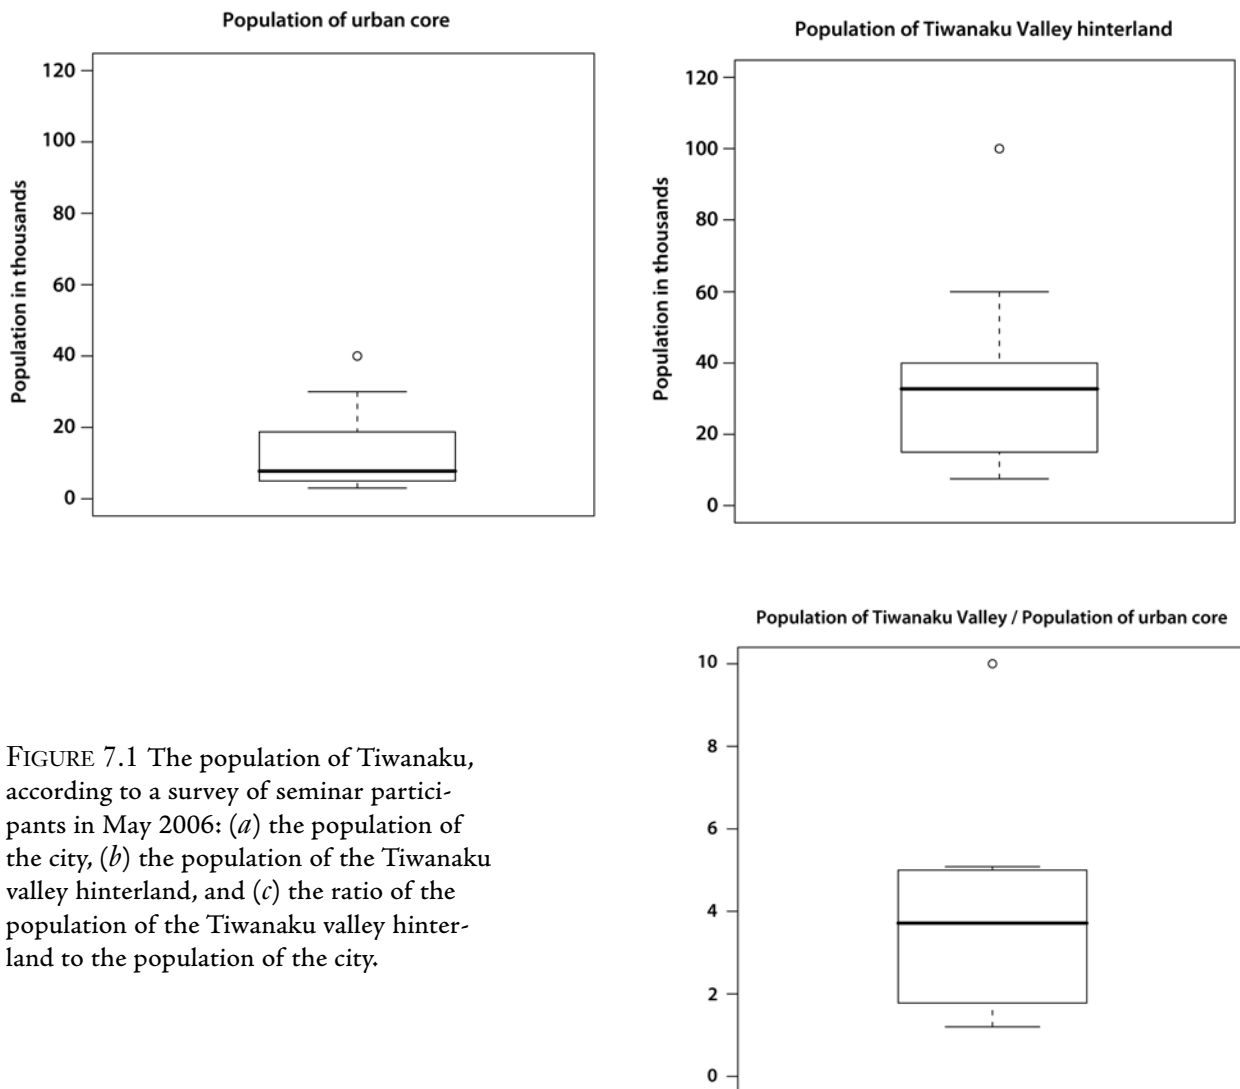 Population of urban core
120
100
80
60
40
20
0
Population in thousands
Population of Tiwanaku Valley hinterland
120
100
80
60
40
20
0
Population in thousands
Population of Tiwanaku Valley / Population of urban core
10
8
6
4
2
0
FIGURE 7.1 The population of Tiwanaku,
according to a survey of seminar partici-
pants in May 2006: (a) the population of
the city, (b) the population of the Tiwanaku
valley hinterland, and (c) the ratio of the
population of the Tiwanaku valley hinter-
land to the population of the city.